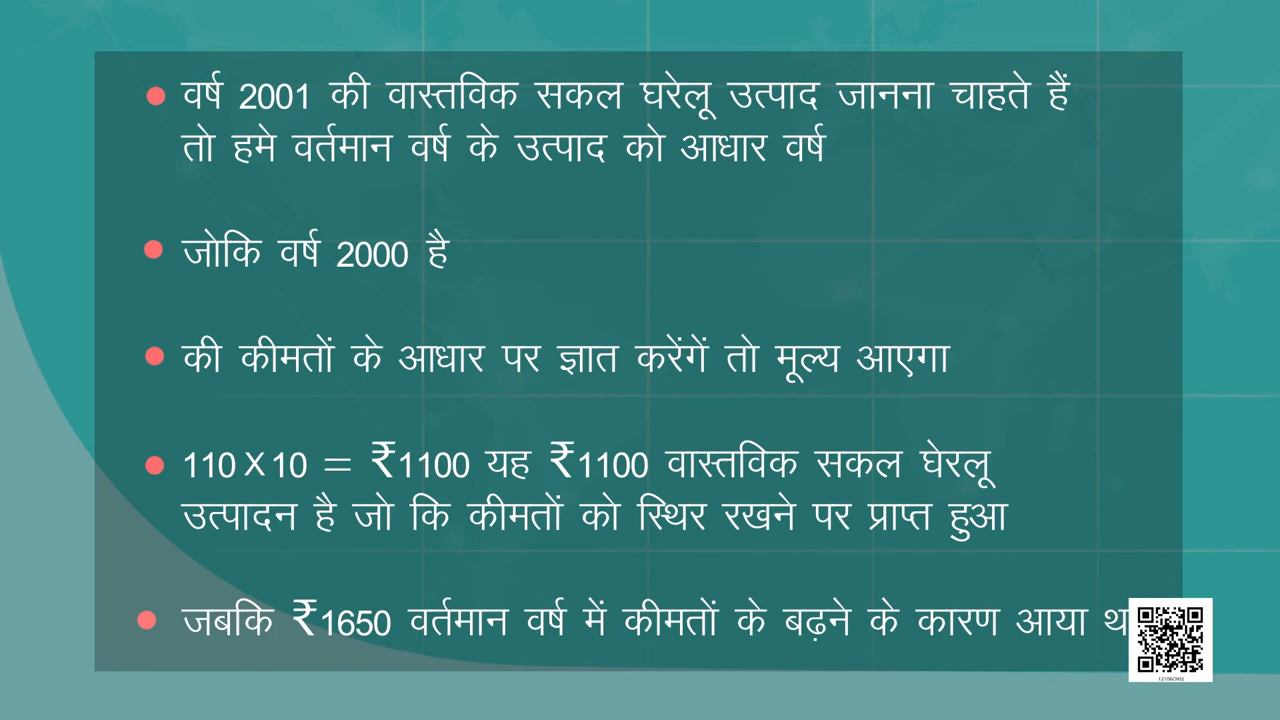 वर्ष 2001 की वास्तविक सकल घरेलू उत्पाद जानना चाहते हैं
तो हमे वर्तमान वर्ष के उत्पाद को आधार वर्ष
जोकि वर्ष 2000 है
की कीमतों के आधार पर ज्ञात करेंगें तो मूल्य आएगा
110 X 10 = ₹1100 यह ₹1100 वास्तविक सकल घेरलू
उत्पादन है जो कि कीमतों को स्थिर रखने पर प्राप्त हुआ
जबकि ₹1650 वर्तमान वर्ष में कीमतों के बढ़ने के कारण आया
12106CH02